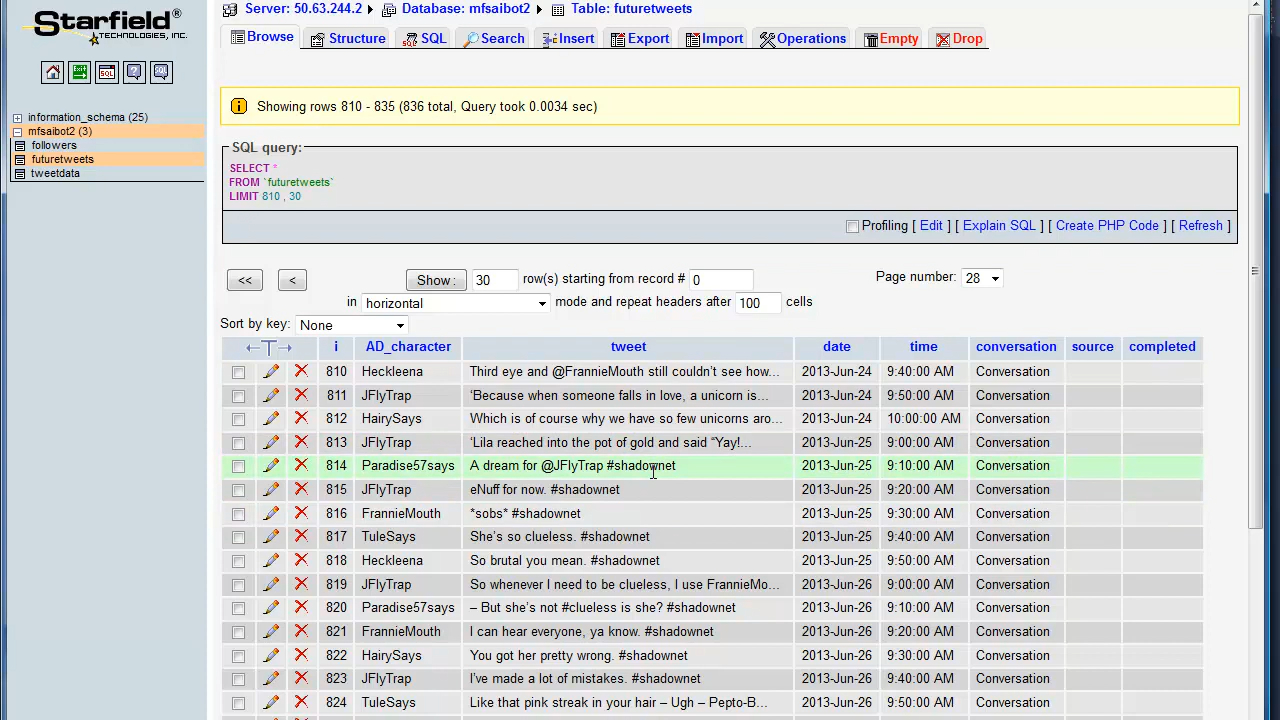 Starfield
TECHNOLOGIES, INC.
information_schema (25)
mfsaibot2 (3)
followers
futuretweets
tweetdata
Server: 50.63.244.2 Database: mfsaibot2 Table: futuretweets
Browse Structure SQL Search Insert Export Import Operations Empty Drop
Showing rows 810 - 835 (836 total, Query took 0.0034 sec)
SQL query:
SELECT *
FROM `futuretweets`
LIMIT 810 , 30
Profiling [ Edit ] [ Explain SQL ] [ Create PHP Code ] [ Refresh ]
<< < Show : 30 row(s) starting from record # 0 Page number: 28
in horizontal mode and repeat headers after 100 cells
Sort by key: None
←T→ i AD_character tweet date time conversation source completed
810 Heckleena Third eye and @FrannieMouth still couldn't see how... 2013-Jun-24 9:40:00 AM Conversation
811 JFlyTrap ‘Because when someone falls in love, a unicorn is... 2013-Jun-24 9:50:00 AM Conversation
812 HairySays Which is of course why we have so few unicorns aro... 2013-Jun-24 10:00:00 AM Conversation
813 JFlyTrap ‘Lila reached into the pot of gold and said “Yay!... 2013-Jun-25 9:00:00 AM Conversation
814 Paradise57says A dream for @JFlyTrap #shadownet 2013-Jun-25 9:10:00 AM Conversation
815 JFlyTrap eNuff for now. #shadownet 2013-Jun-25 9:20:00 AM Conversation
816 FrannieMouth *sobs* #shadownet 2013-Jun-25 9:30:00 AM Conversation
817 TuleSays She’s so clueless. #shadownet 2013-Jun-25 9:40:00 AM Conversation
818 Heckleena So brutal you mean. #shadownet 2013-Jun-25 9:50:00 AM Conversation
819 JFlyTrap So whenever I need to be clueless, I use FrannieMo... 2013-Jun-26 9:00:00 AM Conversation
820 Paradise57says – But she’s not #clueless is she? #shadownet 2013-Jun-26 9:10:00 AM Conversation
821 FrannieMouth I can hear everyone, ya know. #shadownet 2013-Jun-26 9:20:00 AM Conversation
822 HairySays You got her pretty wrong. #shadownet 2013-Jun-26 9:30:00 AM Conversation
823 JFlyTrap I’ve made a lot of mistakes. #shadownet 2013-Jun-26 9:40:00 AM Conversation
824 TuleSays Like that pink streak in your hair – Ugh – Pepto-B... 2013-Jun-26 9:50:00 AM Conversation